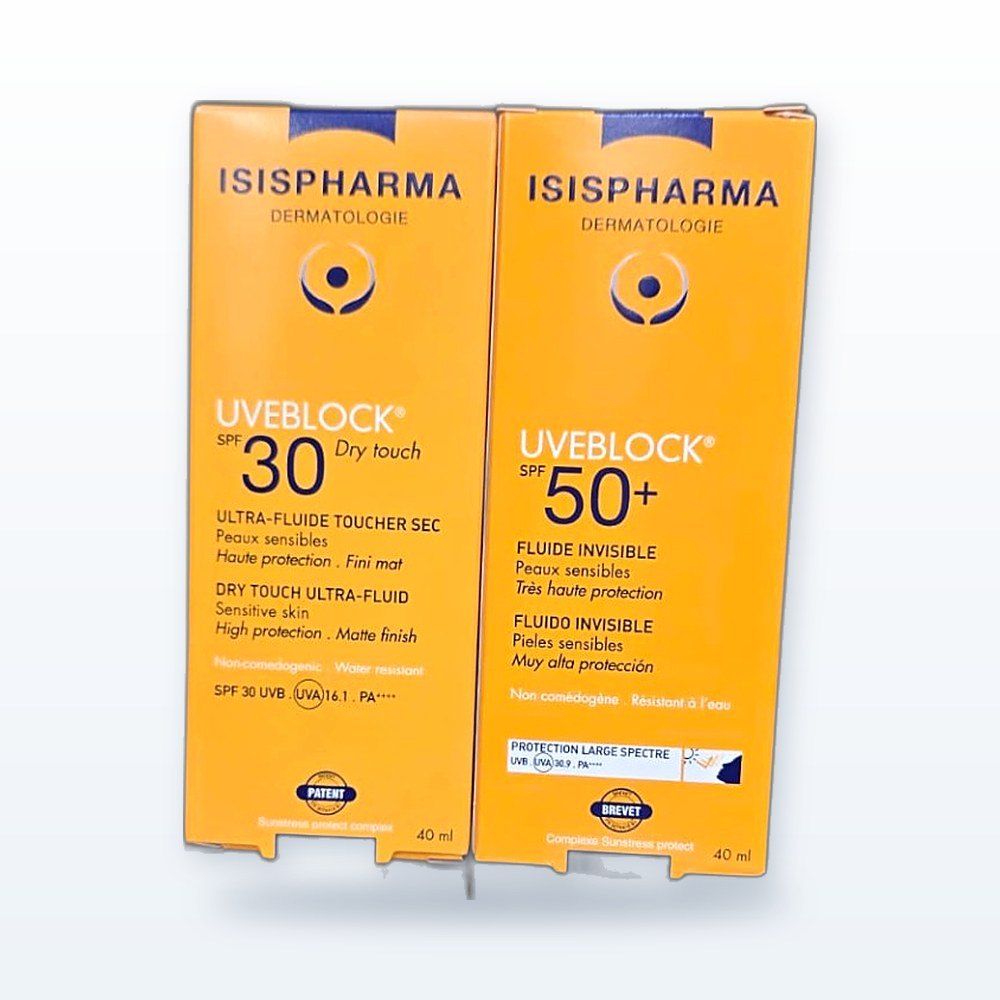 ISISPHARMA
DERMATOLOGIE
UVEBLOCK®
SPF 30 Dry touch
ULTRA-FLUIDE TOUCHER SEC
Peaux sensibles
Haute protection . Fini mat
DRY TOUCH ULTRA-FLUID
Sensitive skin
High protection . Matte finish
Non-comedogenic . Water resistant
SPF 30 UVB . UVA 16.1 . PA++++
PATENT
Sunstress protect complex
40 ml
ISISPHARMA
DERMATOLOGIE
UVEBLOCK®
SPF 50+
FLUIDE INVISIBLE
Peaux sensibles
Très haute protection
FLUIDO INVISIBLE
Pieles sensibles
Muy alta protección
Non comédogène . Résistant à l'eau
PROTECTION LARGE SPECTRE
UVB . UVA 30.9 . PA++++
BREVET
Complexe Sunstress protect
40 ml